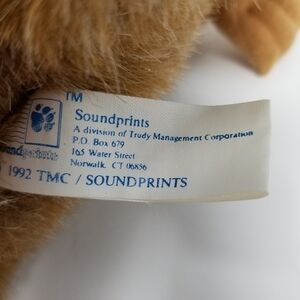 TM
Soundprints
A division of Trudy Management Corporation
P.O. Box 679
165 Water Street
Norwalk, CT 06856
1992 TMC / SOUNDPRINTS